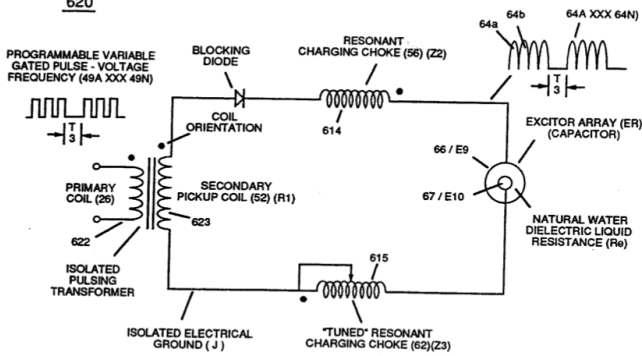 620
64a
64b
64A XXX 64N)
T
3
PROGRAMMABLE VARIABLE
GATED PULSE - VOLTAGE
FREQUENCY (49A XXX 49N)
T
3
BLOCKING
DIODE
RESONANT
CHARGING CHOKE (56) (Z2)
614
COIL
ORIENTATION
EXCITOR ARRAY (ER)
(CAPACITOR)
66 / E9
67 / E10
PRIMARY
COIL (26)
622
SECONDARY
PICKUP COIL (52) (R1)
623
NATURAL WATER
DIELECTRIC LIQUID
RESISTANCE (Re)
ISOLATED
PULSING
TRANSFORMER
615
ISOLATED ELECTRICAL
GROUND ( J )
"TUNED" RESONANT
CHARGING CHOKE (62)(Z3)